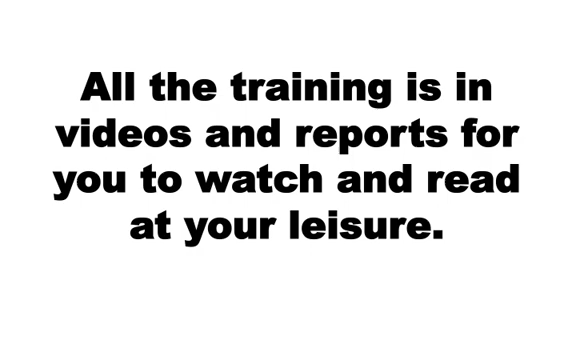 All the training is in
videos and reports for
you to watch and read
at your leisure.